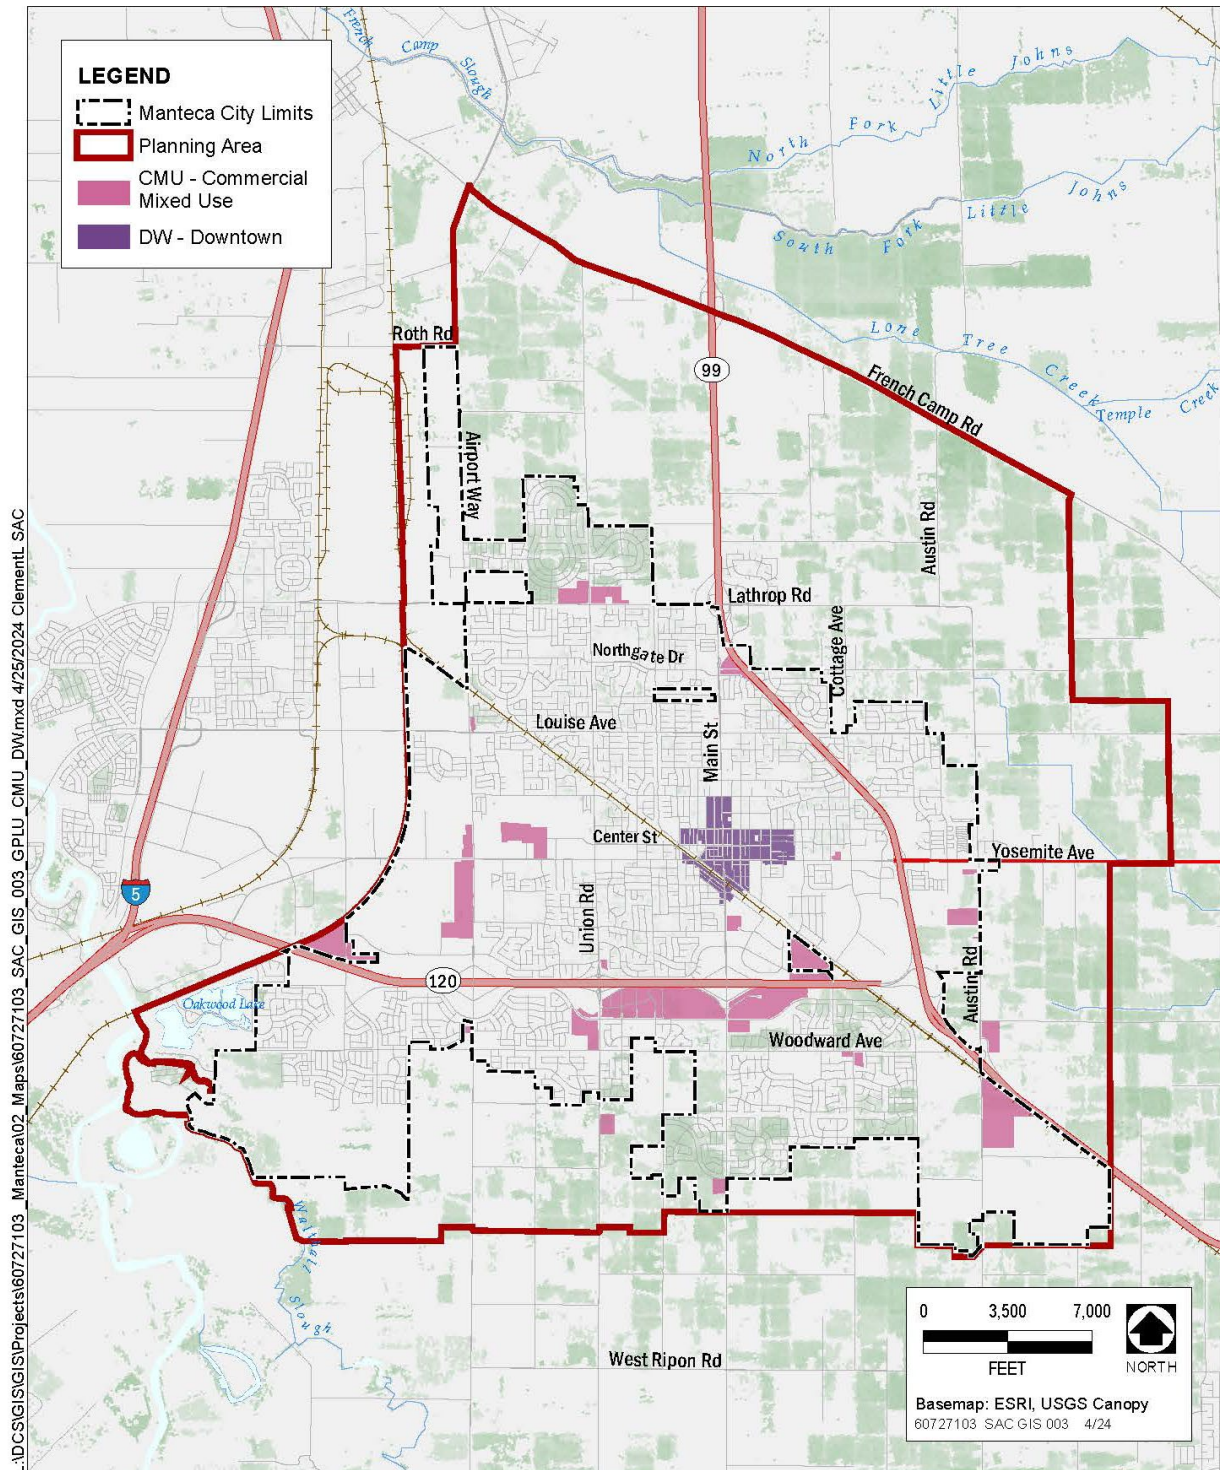 LEGEND
Manteca City Limits
Planning Area
CMU - Commercial
Mixed Use
DW - Downtown
French Camp Slough
North Fork Little Johns
South Fork Little Johns
Lone Tree Creek
Temple Creek
Roth Rd
99
French Camp Rd
Airport Way
Austin Rd
Lathrop Rd
Cottage Ave
Northgate Dr
Louise Ave
Main St
Center St
Yosemite Ave
5
Union Rd
120
Austin Rd
Oakwood Lake
Woodward Ave
Walthall Slough
West Ripon Rd
0 3,500 7,000
FEET
NORTH
Basemap: ESRI, USGS Canopy
60727103 SAC GIS 003 4/24
.:\DCS\GIS\GIS\Projects\60727103_Manteca\02_Maps\60727103_SAC_GIS_003_GPLU_CMU_DW.mxd 4/25/2024 ClementL SAC